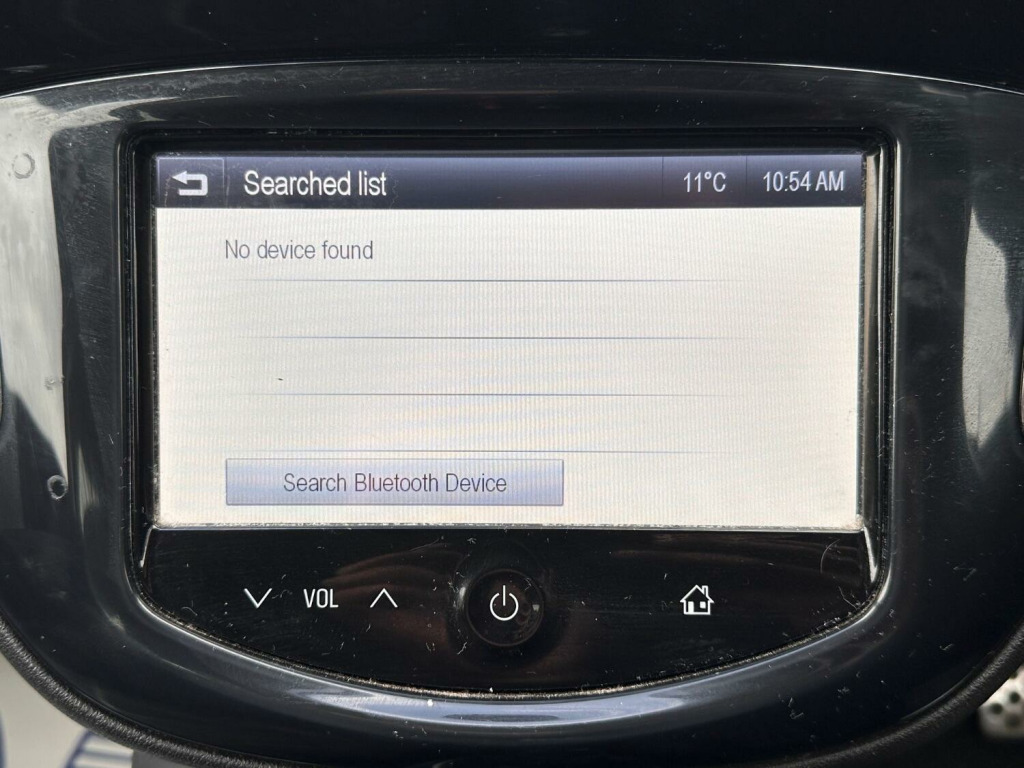 Searched list 11°C 10:54 AM
No device found
Search Bluetooth Device
VOL